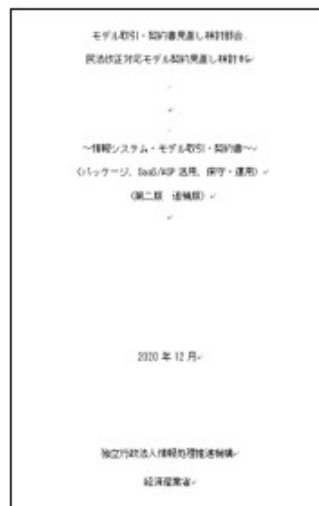 モデル取引・契約書見直し検討部会
民法改正対応モデル契約見直し検討WG
～情報システム・モデル取引・契約書～
(パッケージ、SaaS/ASP活用、保守・運用)
〈第二版 追補版〉
2020年12月
独立行政法人情報処理推進機構
経済産業省